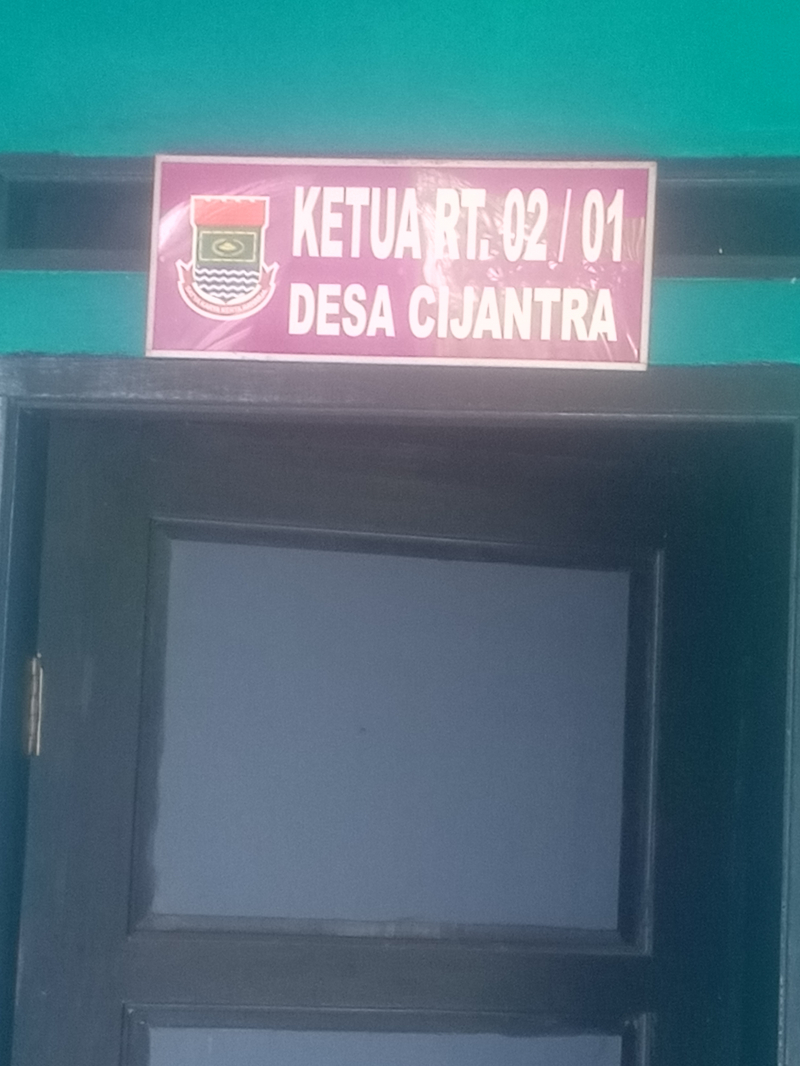 KETUA RT. 02 / 01
DESA CIJANTRA